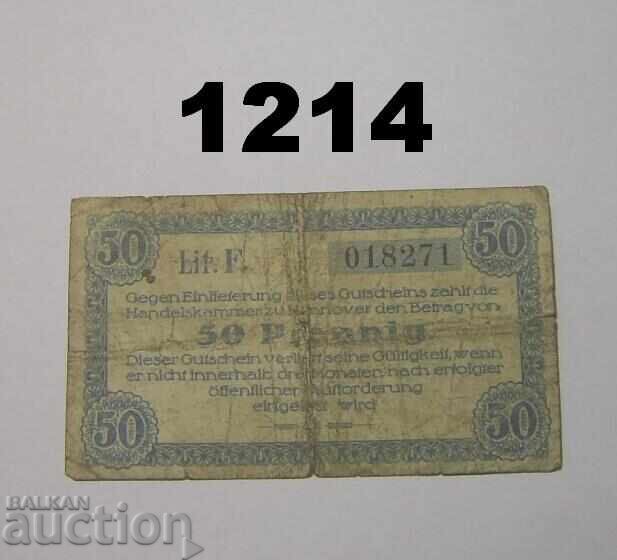 1214
50 50
Lit. F. 018271
Gegen Einlieferung dieses Gutscheins zahlt die
Handelskammer zu Hannover den Betrag von
50 Pfennig.
Dieser Gutschein verliert seine Gültigkeit, wenn
er nicht innerhalb drei Monaten nach erfolgter
öffentlicher Aufforderung
eingelöst wird
50 50
BALKAN
auction